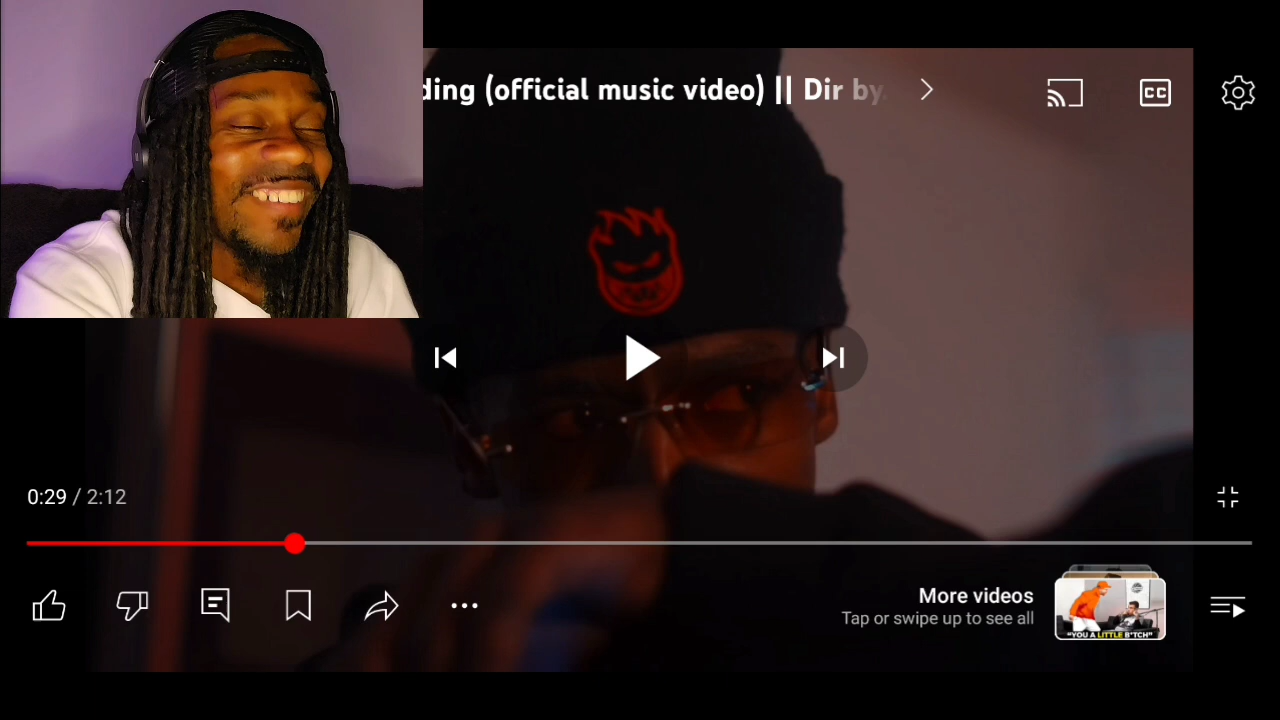 ding (official music video) || Dir by.
CC
0:29 / 2:12
More videos
Tap or swipe up to see all
"YOU A LITTLE B*TCH"